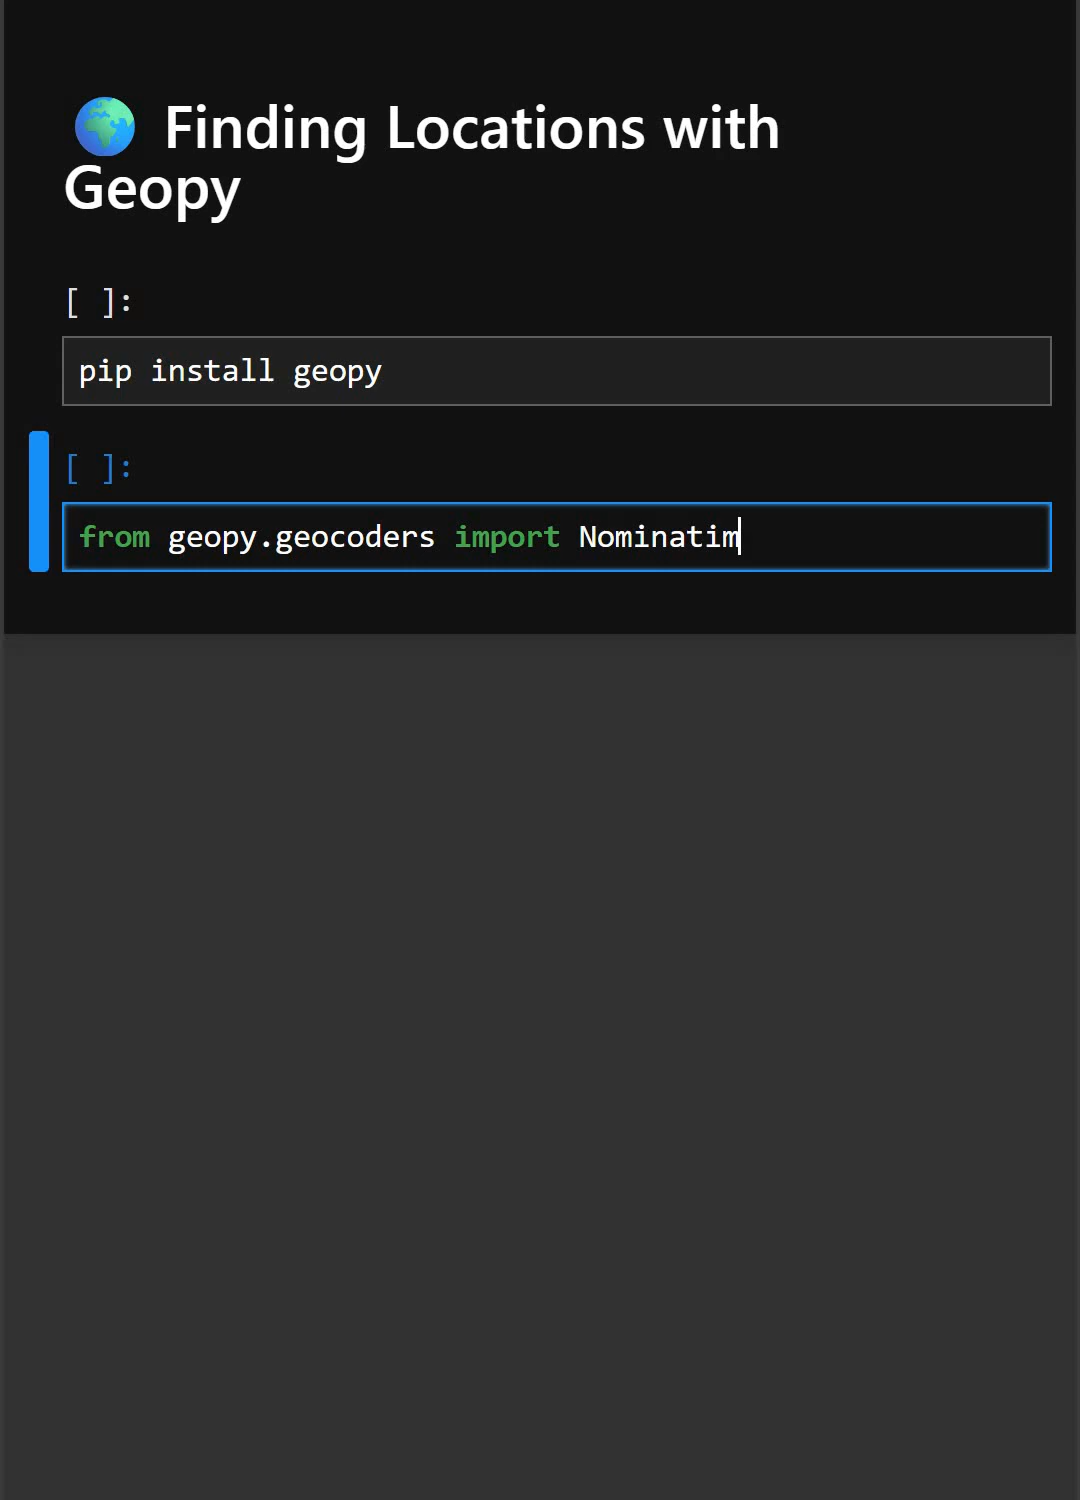 🌍 Finding Locations with
Geopy
[ ]:
pip install geopy
[ ]:
from geopy.geocoders import Nominatim